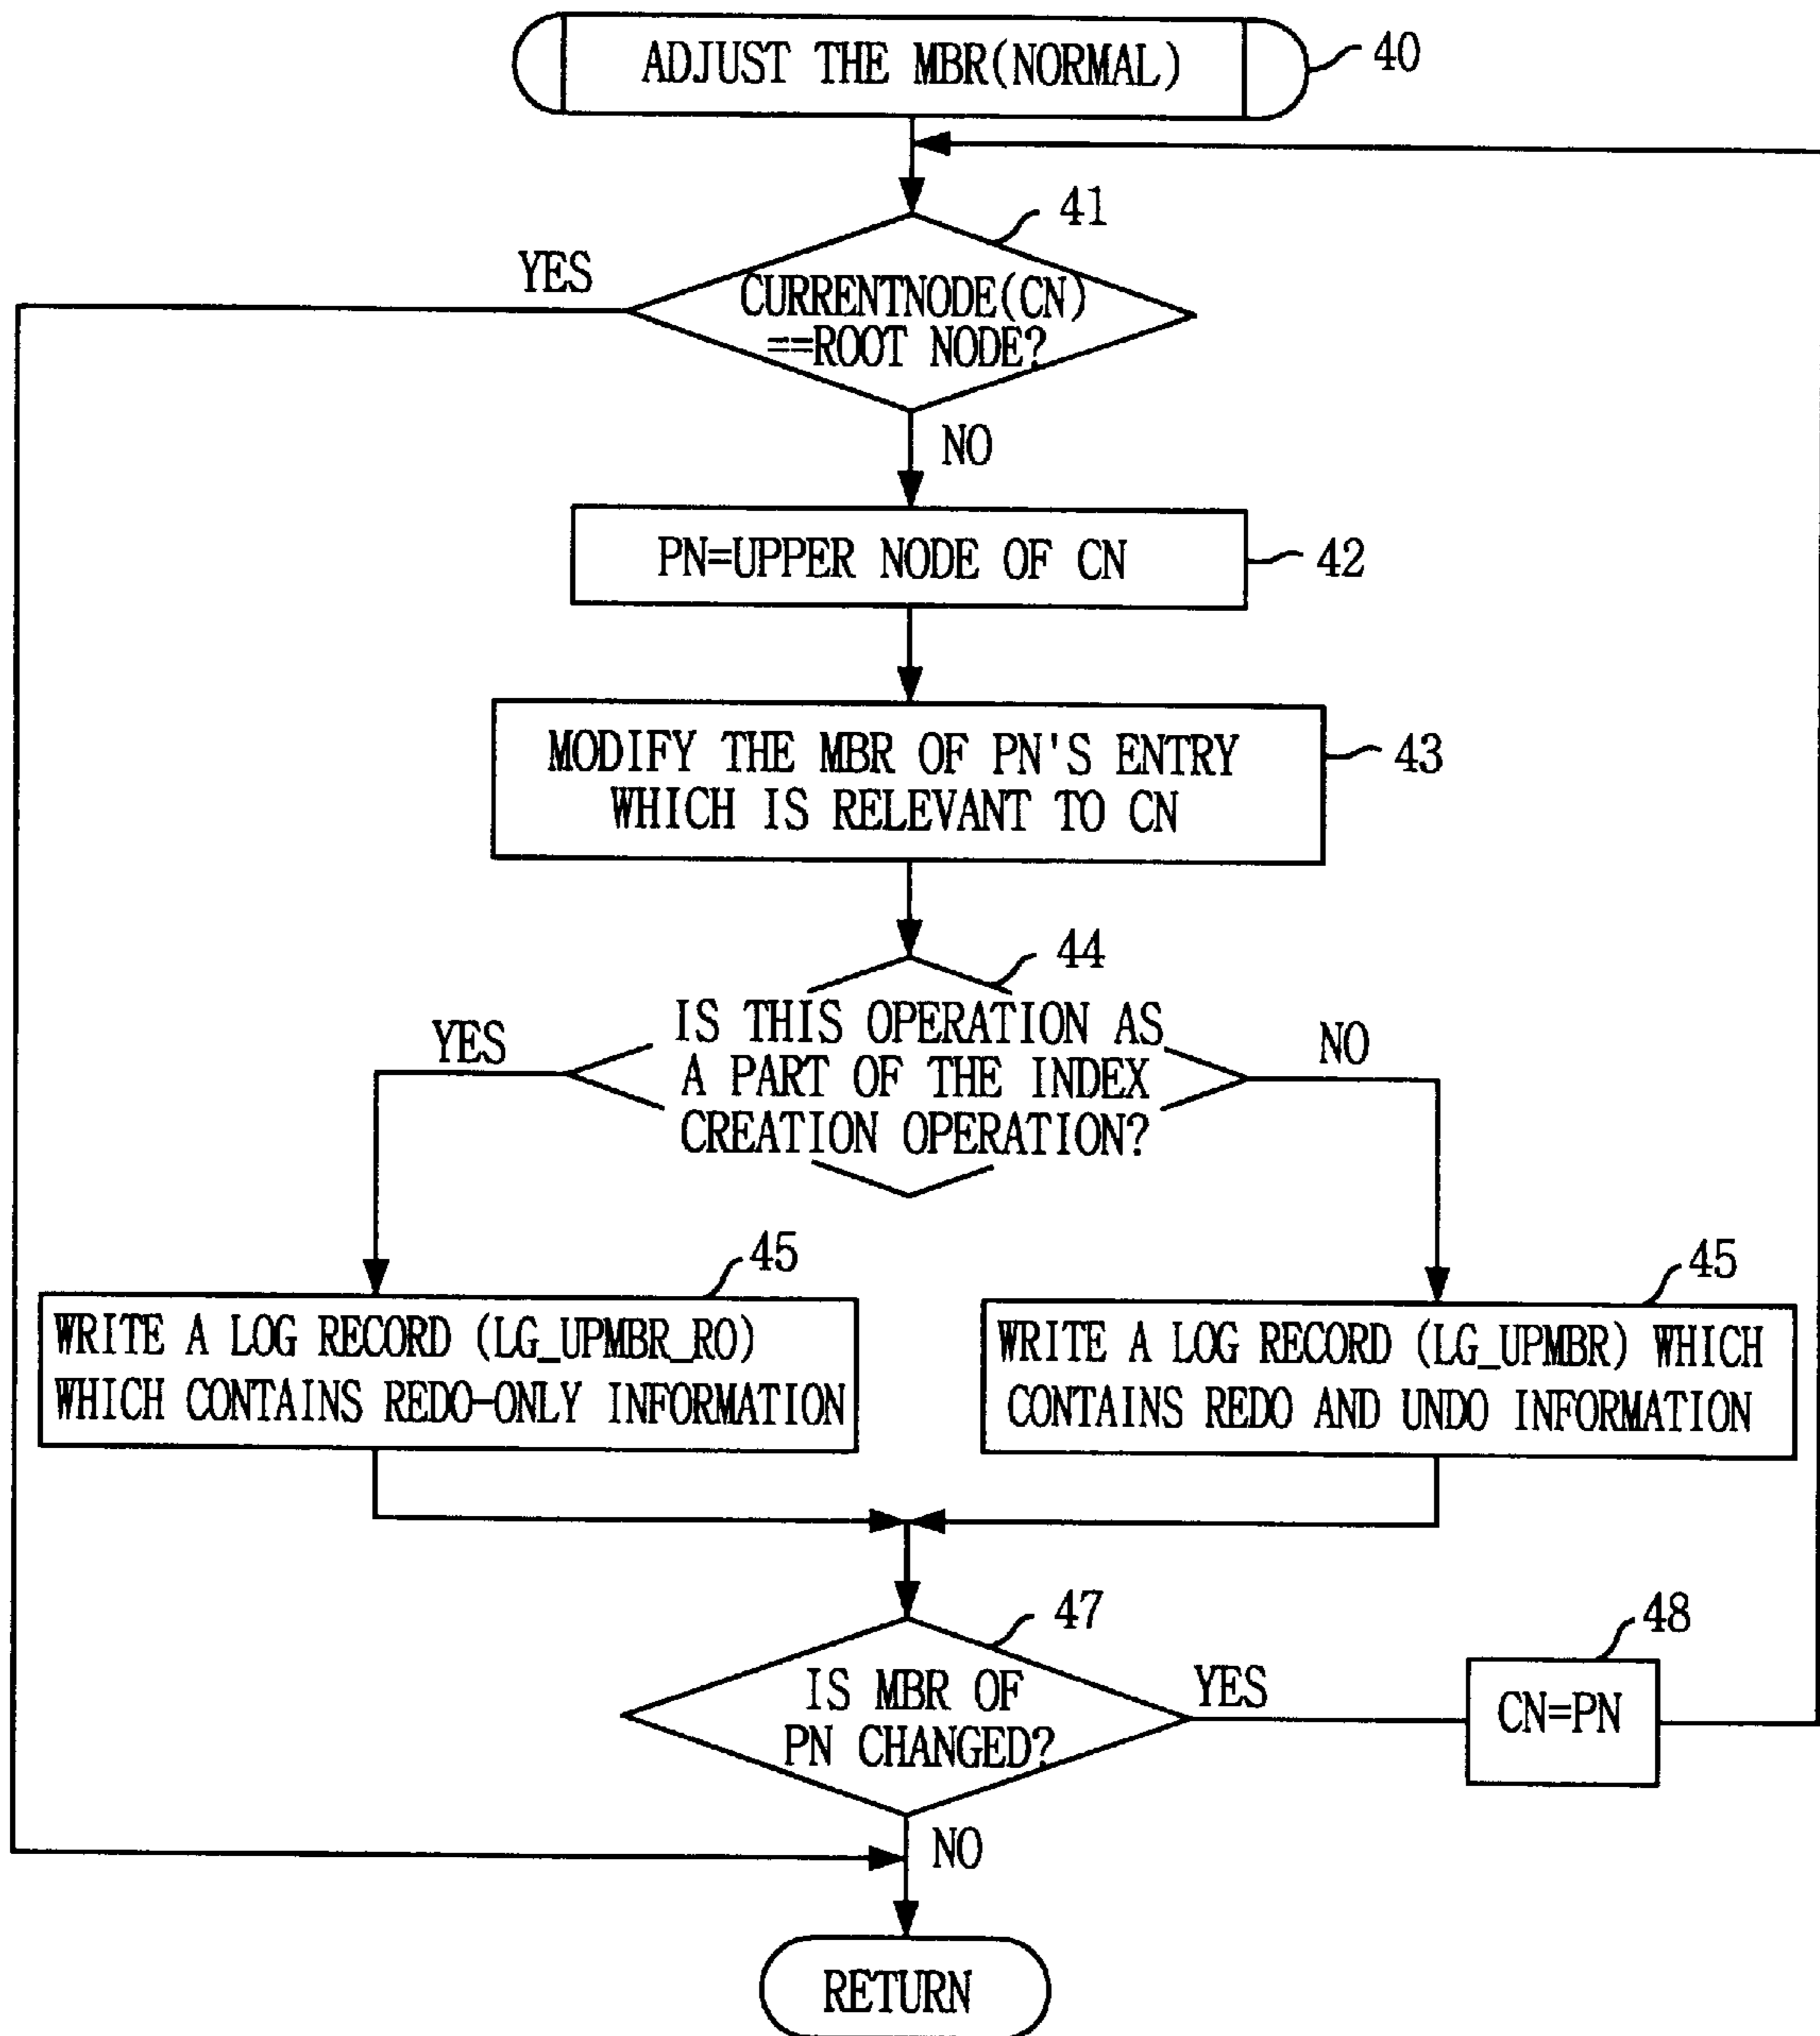 ADJUST THE MBR(NORMAL)
40
41
YES
CURRENTNODE(CN)
==ROOT NODE?
NO
PN=UPPER NODE OF CN
42
MODIFY THE MBR OF PN'S ENTRY
WHICH IS RELEVANT TO CN
43
44
YES
IS THIS OPERATION AS
A PART OF THE INDEX
CREATION OPERATION?
NO
45
WRITE A LOG RECORD (LG_UPMBR_RO)
WHICH CONTAINS REDO-ONLY INFORMATION
45
WRITE A LOG RECORD (LG_UPMBR) WHICH
CONTAINS REDO AND UNDO INFORMATION
47
IS MBR OF
PN CHANGED?
YES
48
CN=PN
NO
RETURN